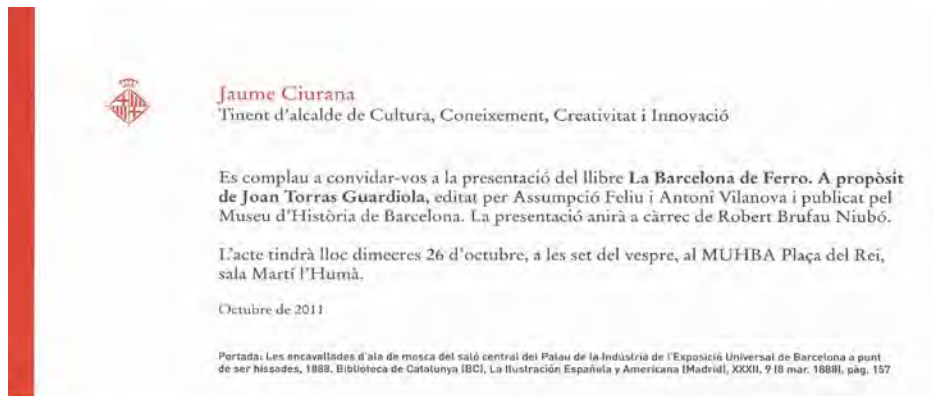 Jaume Ciurana
Tinent d'alcalde de Cultura, Coneixement, Creativitat i Innovació
Es complau a convidar-vos a la presentació del llibre La Barcelona de Ferro. A propòsit
de Joan Torras Guardiola, editat per Assumpció Feliu i Antoni Vilanova i publicat pel
Museu d'Història de Barcelona. La presentació anirà a càrrec de Robert Brufau Niubó.
L'acte tindrà lloc dimecres 26 d'octubre, a les set del vespre, al MUHBA Plaça del Rei,
sala Martí l'Humà.
Octubre de 2011
Portada: Les encavallades d'ala de mosca del saló central del Palau de la Indústria de l'Exposició Universal de Barcelona a punt
de ser hissades, 1888. Biblioteca de Catalunya (BC), La Ilustración Española y Americana (Madrid), XXXII, 9 (8 mar. 1888), pàg. 157